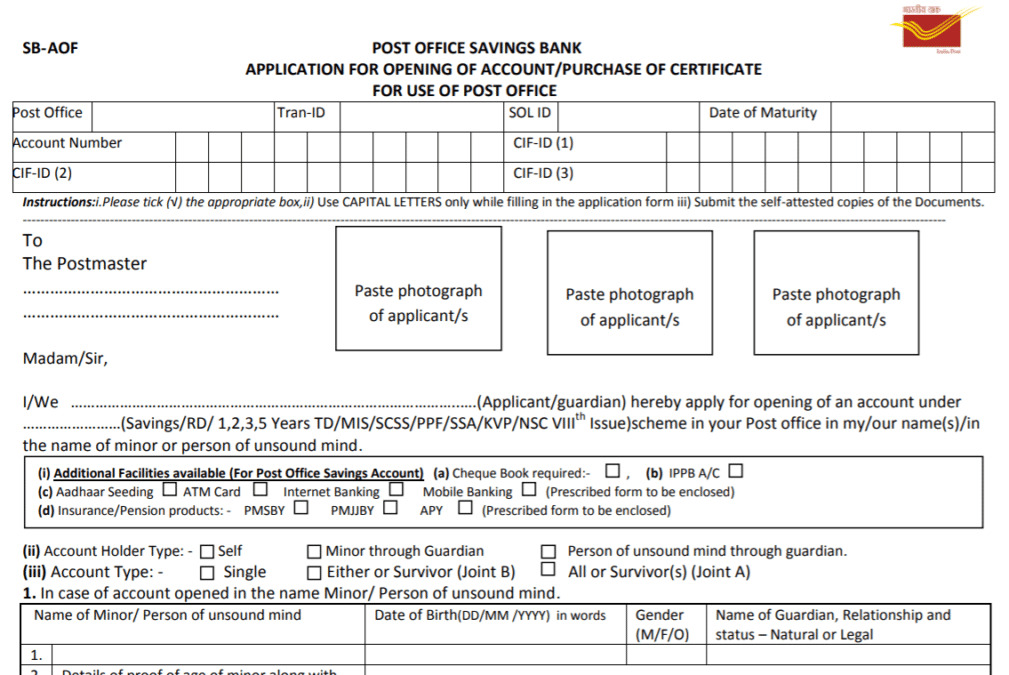 भारतीय डाक
India Post
SB-AOF
POST OFFICE SAVINGS BANK
APPLICATION FOR OPENING OF ACCOUNT/PURCHASE OF CERTIFICATE
FOR USE OF POST OFFICE
Post Office Tran-ID SOL ID Date of Maturity
Account Number CIF-ID (1)
CIF-ID (2) CIF-ID (3)
Instructions:i.Please tick (√) the appropriate box,ii) Use CAPITAL LETTERS only while filling in the application form iii) Submit the self-attested copies of the Documents.
To
The Postmaster
Paste photograph of applicant/s
Paste photograph of applicant/s
Paste photograph of applicant/s
Madam/Sir,
I/We ……………………………………………………………………(Applicant/guardian) hereby apply for opening of an account under
…………………(Savings/RD/ 1,2,3,5 Years TD/MIS/SCSS/PPF/SSA/KVP/NSC VIIIth Issue)scheme in your Post office in my/our name(s)/in
the name of minor or person of unsound mind.
(i) Additional Facilities available (For Post Office Savings Account) (a) Cheque Book required:- ☐ , (b) IPPB A/C ☐
(c) Aadhaar Seeding ☐ ATM Card ☐ Internet Banking ☐ Mobile Banking ☐ (Prescribed form to be enclosed)
(d) Insurance/Pension products: - PMSBY ☐ PMJJBY ☐ APY ☐ (Prescribed form to be enclosed)
(ii) Account Holder Type: - ☐ Self ☐ Minor through Guardian ☐ Person of unsound mind through guardian.
(iii) Account Type: - ☐ Single ☐ Either or Survivor (Joint B) ☐ All or Survivor(s) (Joint A)
1. In case of account opened in the name Minor/ Person of unsound mind.
Name of Minor/ Person of unsound mind Date of Birth(DD/MM /YYYY) in words Gender (M/F/O) Name of Guardian, Relationship and status – Natural or Legal
1.
2. Details of proof of age of minor along with